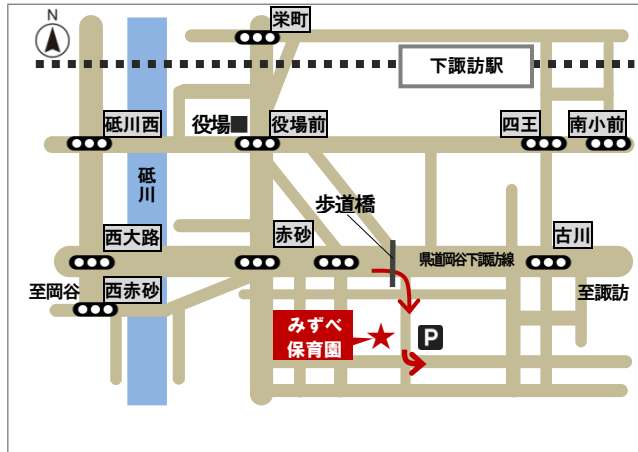 N
栄町
下諏訪駅
砥川西
役場■
役場前
四王
南小前
砥川
歩道橋
西大路
赤砂
県道岡谷下諏訪線
古川
至岡谷
西赤砂
至諏訪
みずべ
保育園
P